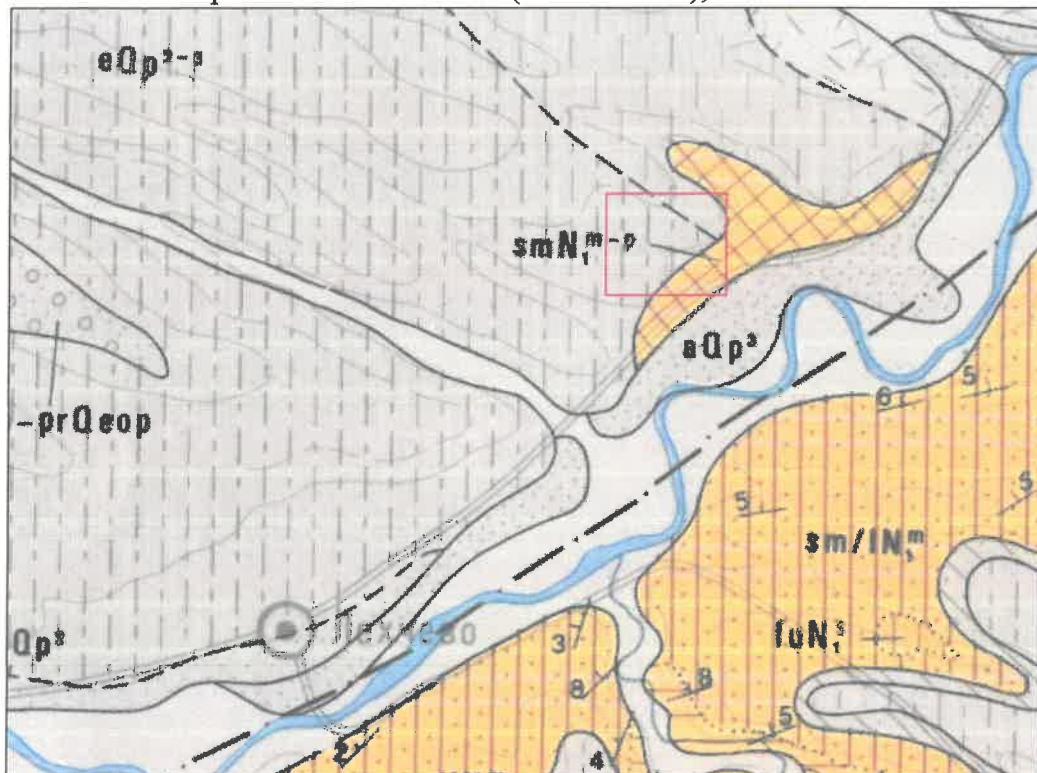 eQp²⁻³
smN₁ᵐ⁻ᵖ
aQp³
5
6
-prQeop
5
5
sm/lN₁ᵐ
Qp³
3
fuN₁ˢ
8
8
5
2
4